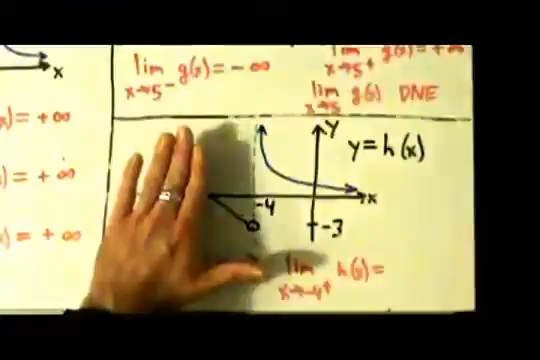 x
x) = +∞
x) = +∞
x) = +∞
lim g(x) = -∞
x→5⁻
lim g(x) = +∞
x→5⁺
lim g(x) DNE
x→5
y
y = h(x)
x
-4
-3
lim h(x) =
x→-4⁺